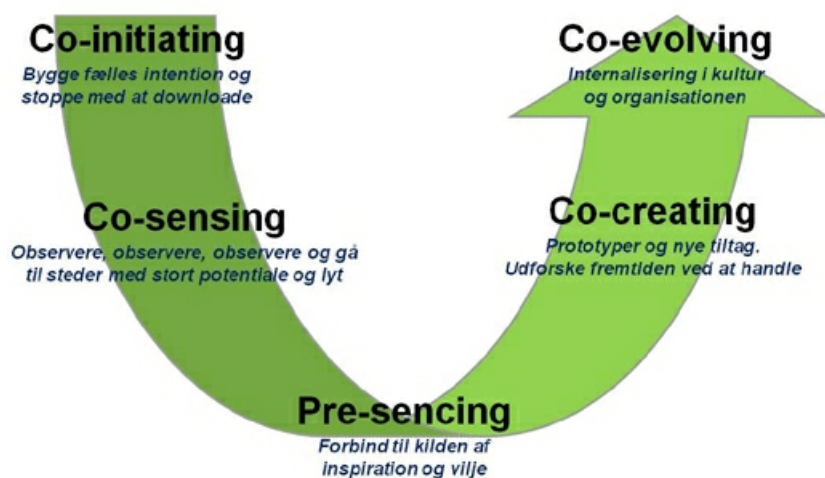 Co-initiating
Bygge fælles intention og
stoppe med at downloade
Co-sensing
Observere, observere, observere og gå
til steder med stort potentiale og lyt
Pre-sencing
Forbind til kilden af
inspiration og vilje
Co-creating
Prototyper og nye tiltag.
Udforske fremtiden ved at handle
Co-evolving
Internalisering i kultur
og organisationen